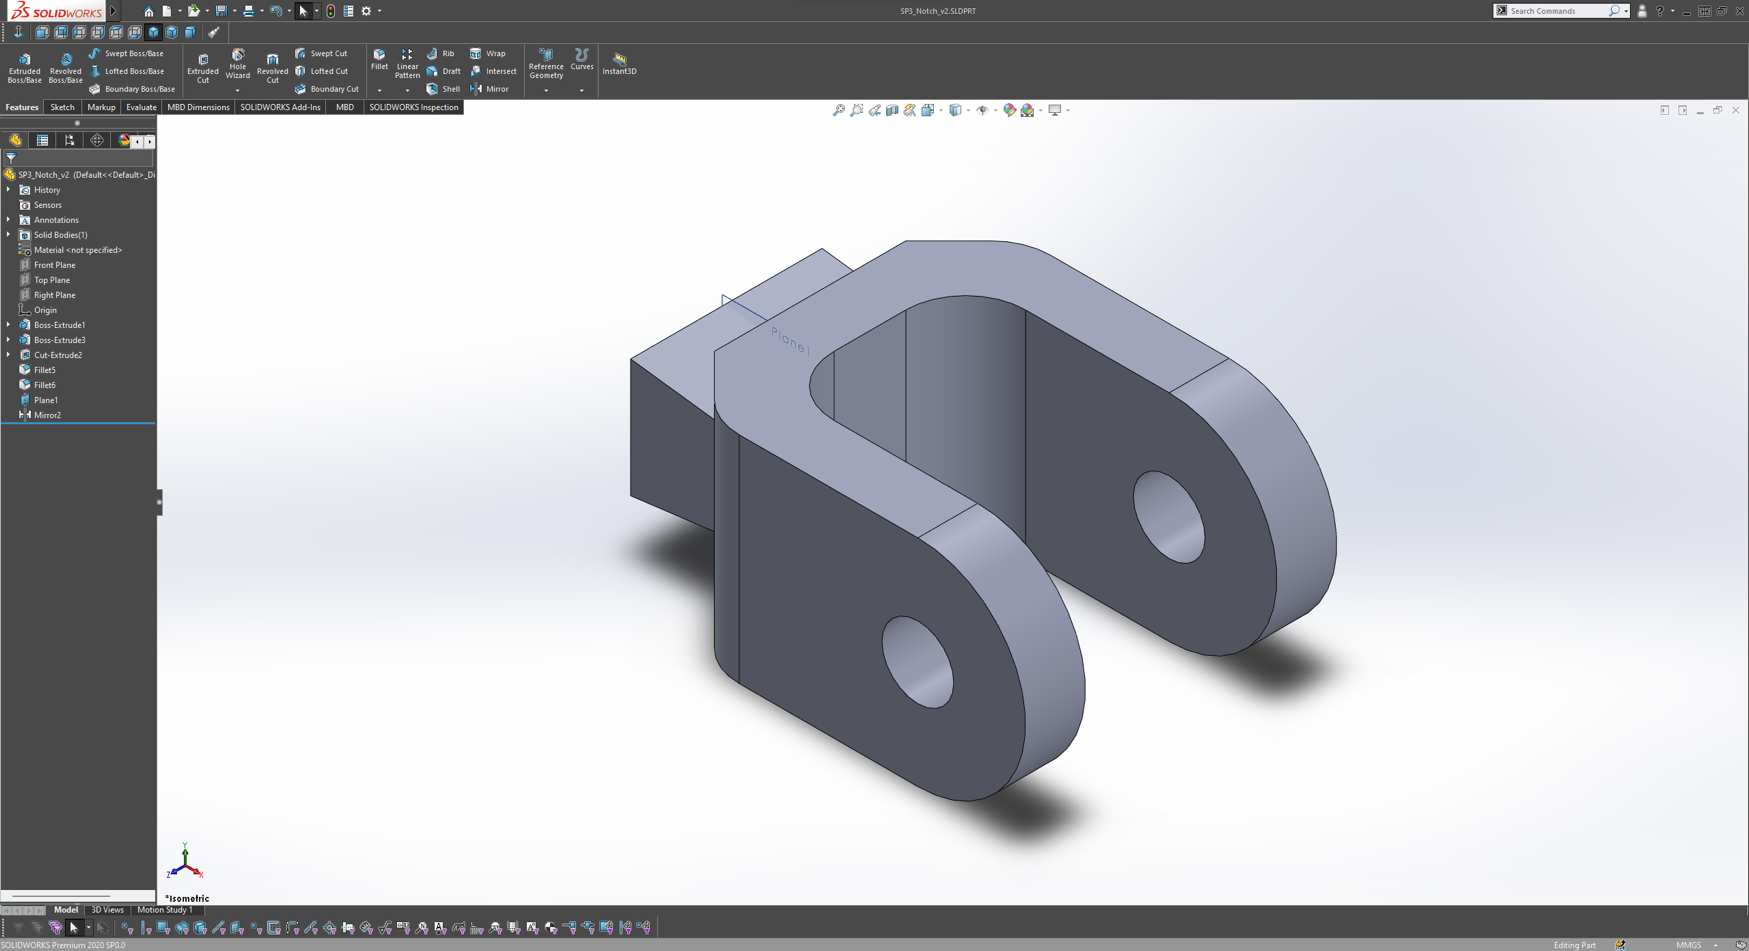 SOLIDWORKS
SP3_Notch_v2.SLDPRT
Search Commands
?
Extruded Boss/Base
Revolved Boss/Base
Swept Boss/Base
Lofted Boss/Base
Boundary Boss/Base
Extruded Cut
Hole Wizard
Revolved Cut
Swept Cut
Lofted Cut
Boundary Cut
Fillet
Linear Pattern
Rib
Draft
Shell
Wrap
Intersect
Mirror
Reference Geometry
Curves
Instant3D
Features
Sketch
Markup
Evaluate
MBD Dimensions
SOLIDWORKS Add-Ins
MBD
SOLIDWORKS Inspection
SP3_Notch_v2 (Default<<Default>_Di
History
Sensors
Annotations
Solid Bodies(1)
Material <not specified>
Front Plane
Top Plane
Right Plane
Origin
Boss-Extrude1
Boss-Extrude3
Cut-Extrude2
Fillet5
Fillet6
Plane1
Mirror2
Plane1
Y
Z
X
*Isometric
Model
3D Views
Motion Study 1
SOLIDWORKS Premium 2020 SP0.0
Editing Part
MMGS